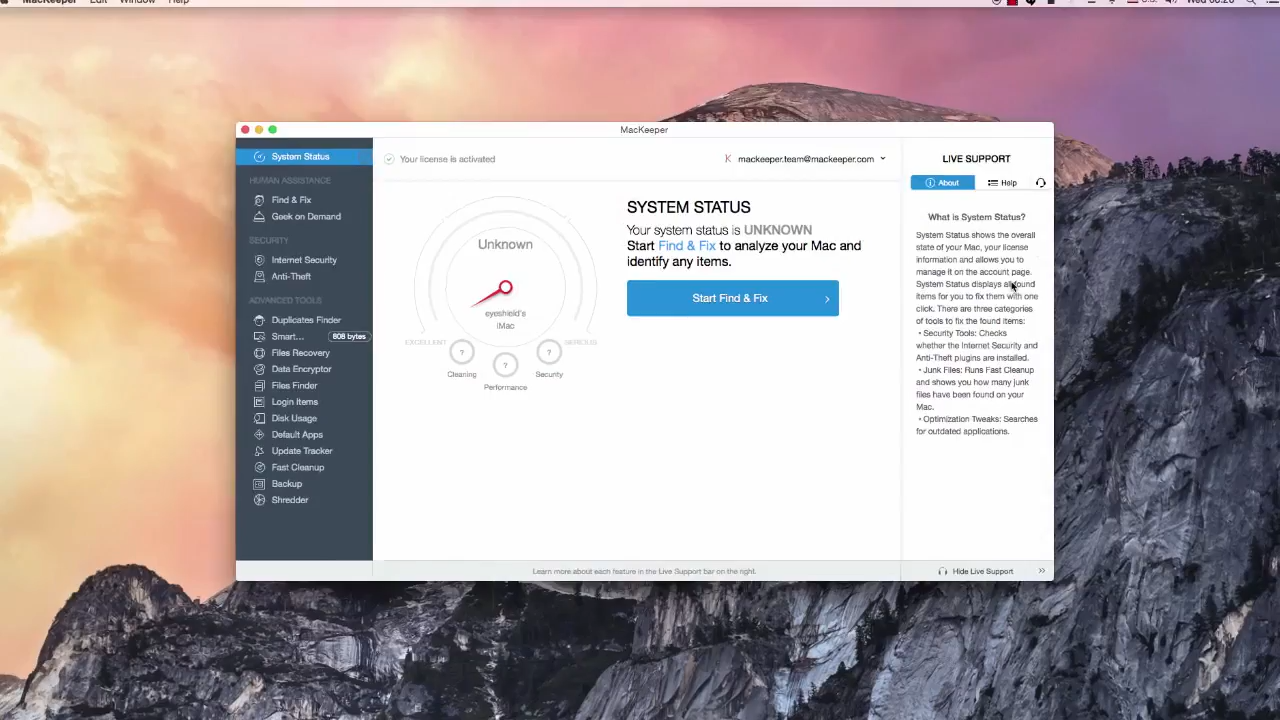 MacKeeper Edit Window Help
MacKeeper
System Status
HUMAN ASSISTANCE
Find & Fix
Geek on Demand
SECURITY
Internet Security
Anti-Theft
ADVANCED TOOLS
Duplicates Finder
Smart... 808 bytes
Files Recovery
Data Encryptor
Files Finder
Login Items
Disk Usage
Default Apps
Update Tracker
Fast Cleanup
Backup
Shredder
Your license is activated
K mackeeper.team@mackeeper.com
Unknown
eyeshield's
iMac
EXCELLENT
SERIOUS
?
?
?
Cleaning
Performance
Security
SYSTEM STATUS
Your system status is UNKNOWN
Start Find & Fix to analyze your Mac and
identify any items.
Start Find & Fix
LIVE SUPPORT
About
Help
What is System Status?
System Status shows the overall
state of your Mac, your license
information and allows you to
manage it on the account page.
System Status displays all found
items for you to fix them with one
click. There are three categories
of tools to fix the found items:
• Security Tools: Checks
whether the Internet Security and
Anti-Theft plugins are installed.
• Junk Files: Runs Fast Cleanup
and shows you how many junk
files have been found on your
Mac.
• Optimization Tweaks: Searches
for outdated applications.
Learn more about each feature in the Live Support bar on the right.
Hide Live Support